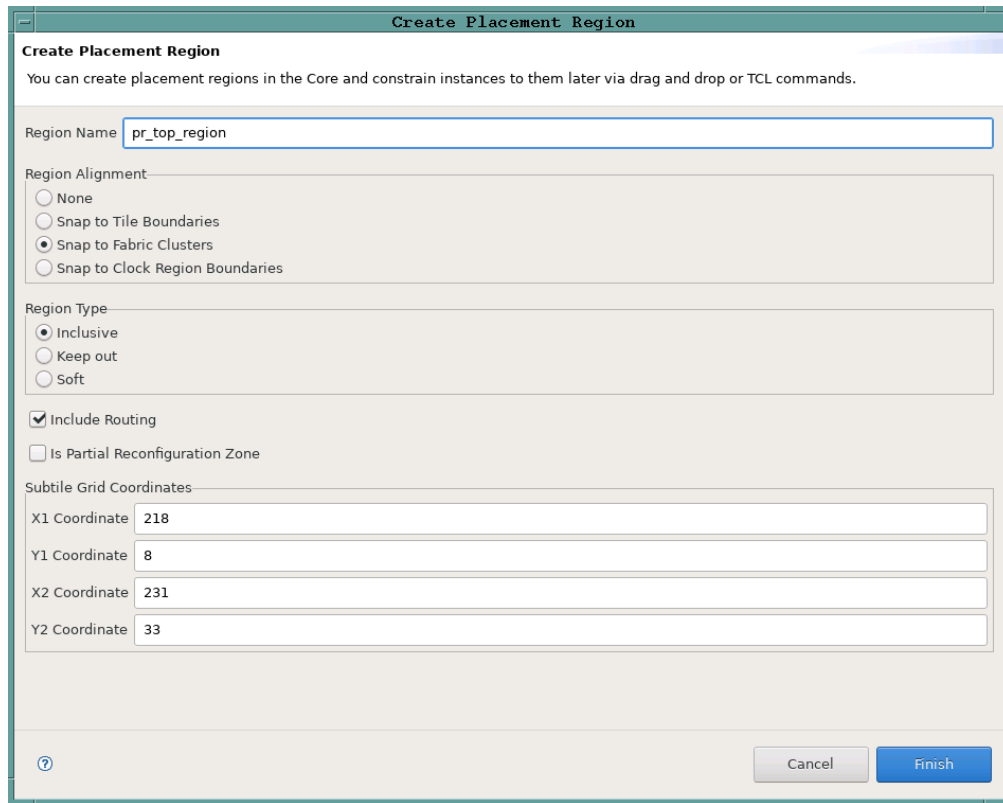 Create Placement Region
Create Placement Region
You can create placement regions in the Core and constrain instances to them later via drag and drop or TCL commands.
Region Name pr_top_region
Region Alignment
None
Snap to Tile Boundaries
Snap to Fabric Clusters
Snap to Clock Region Boundaries
Region Type
Inclusive
Keep out
Soft
Include Routing
Is Partial Reconfiguration Zone
Subtile Grid Coordinates
X1 Coordinate 218
Y1 Coordinate 8
X2 Coordinate 231
Y2 Coordinate 33
? Cancel Finish